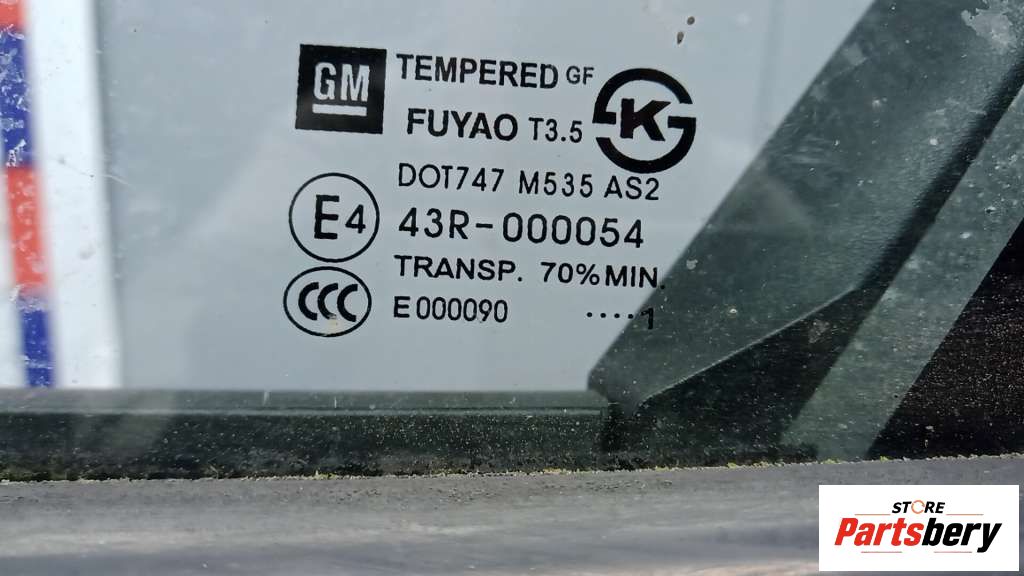 GM TEMPERED GF
FUYAO T3.5 K
DOT747 M535 AS2
E4 43R-000054
TRANSP. 70%MIN.
CCC E000090 ....1
STORE
Partsbery